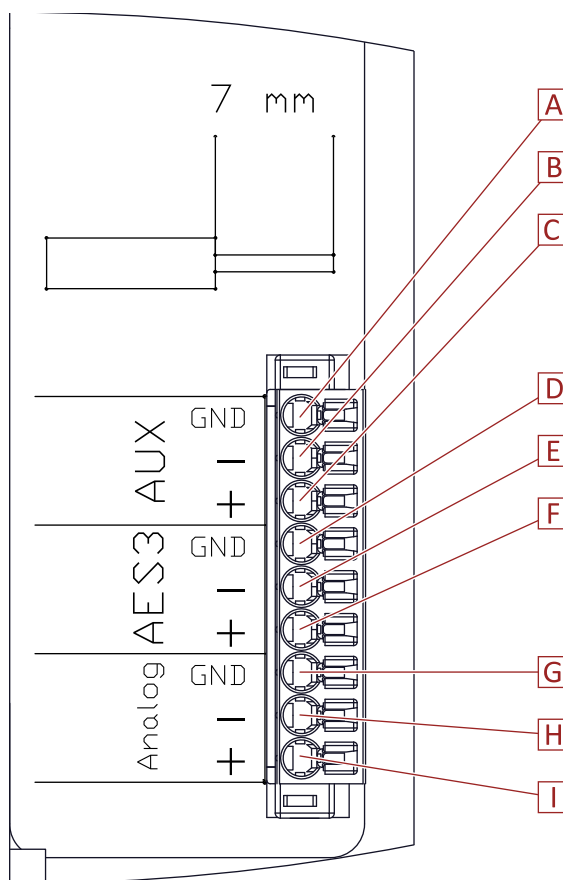 7 mm
A
B
C
D
E
F
G
H
I
AUX
GND
−
+
AES3
GND
−
+
Analog
GND
−
+